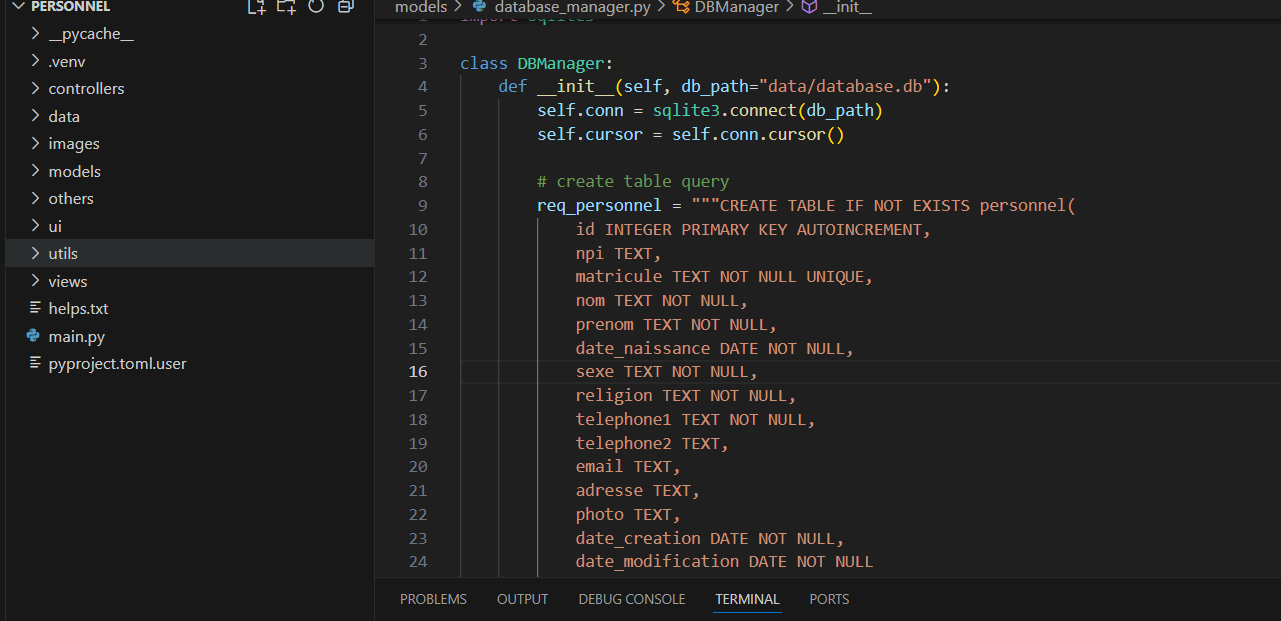 PERSONNEL
__pycache__
.venv
controllers
data
images
models
others
ui
utils
views
helps.txt
main.py
pyproject.toml.user
models > database_manager.py > DBManager > __init__
1 import sqlite3
2
3 class DBManager:
4 def __init__(self, db_path="data/database.db"):
5 self.conn = sqlite3.connect(db_path)
6 self.cursor = self.conn.cursor()
7
8 # create table query
9 req_personnel = """CREATE TABLE IF NOT EXISTS personnel(
10 id INTEGER PRIMARY KEY AUTOINCREMENT,
11 npi TEXT,
12 matricule TEXT NOT NULL UNIQUE,
13 nom TEXT NOT NULL,
14 prenom TEXT NOT NULL,
15 date_naissance DATE NOT NULL,
16 sexe TEXT NOT NULL,
17 religion TEXT NOT NULL,
18 telephone1 TEXT NOT NULL,
19 telephone2 TEXT,
20 email TEXT,
21 adresse TEXT,
22 photo TEXT,
23 date_creation DATE NOT NULL,
24 date_modification DATE NOT NULL
PROBLEMS OUTPUT DEBUG CONSOLE TERMINAL PORTS